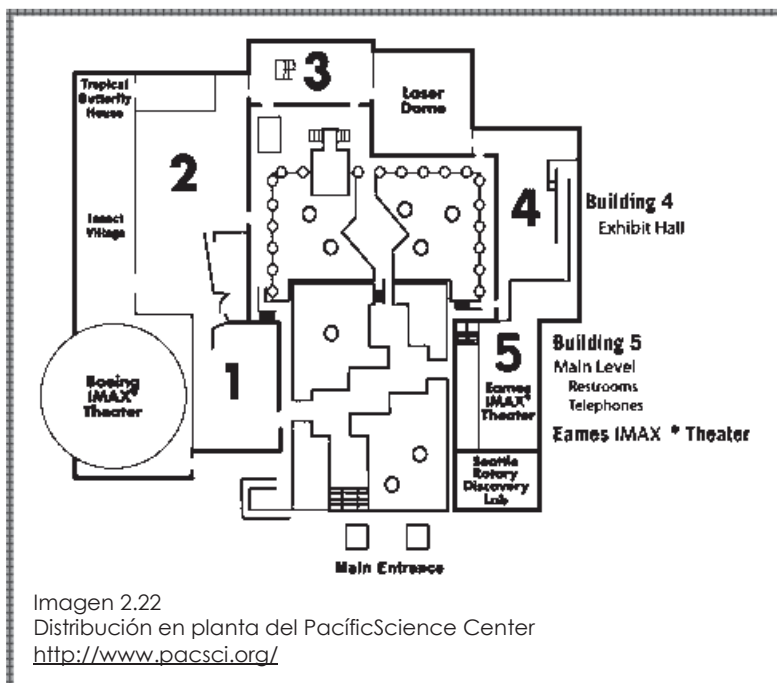 3
Tropical
Butterfly
House
Laser
Dome
2
4
Building 4
Exhibit Hall
Insect
Village
Building 5
Main Level
Restrooms
Telephones
Eames IMAX ® Theater
1
5
Eames
IMAX®
Theater
Boeing
IMAX®
Theater
Seattle
Rotary
Discovery
Lab
Main Entrance
Imagen 2.22
Distribución en planta del PacíficScience Center
http://www.pacsci.org/